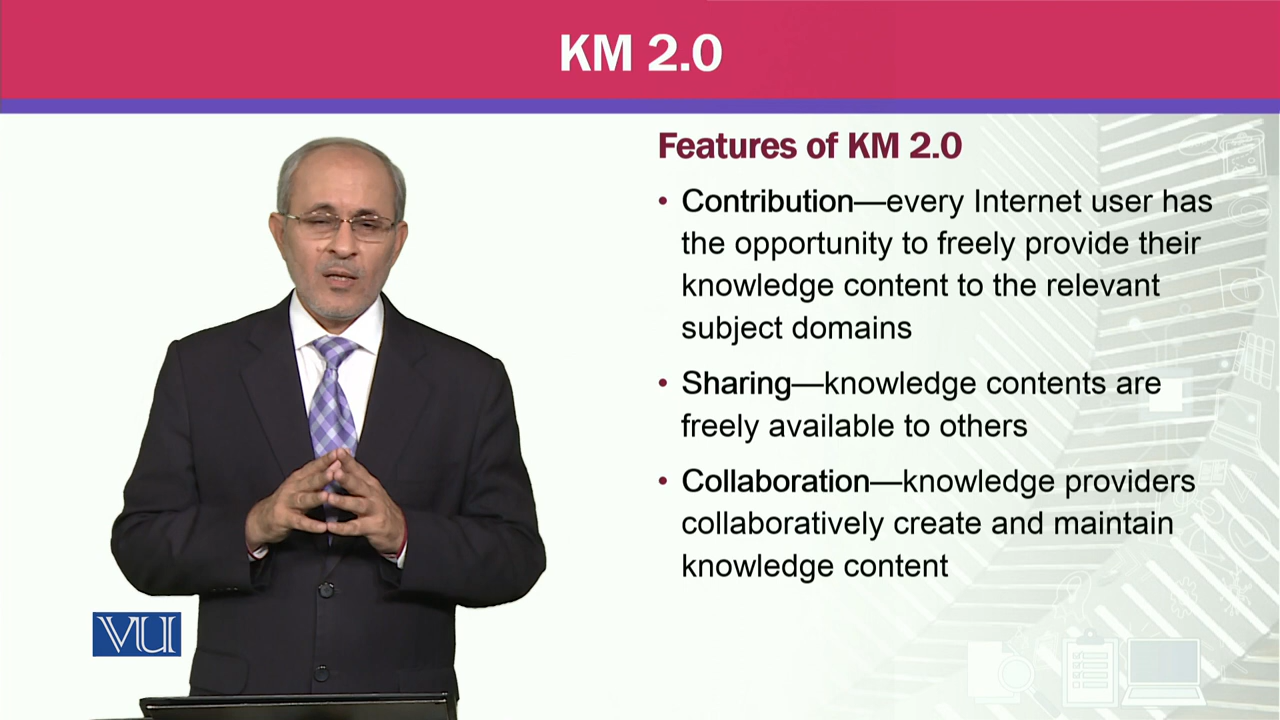 KM 2.0
Features of KM 2.0
• Contribution—every Internet user has
the opportunity to freely provide their
knowledge content to the relevant
subject domains
• Sharing—knowledge contents are
freely available to others
• Collaboration—knowledge providers
collaboratively create and maintain
knowledge content
VU